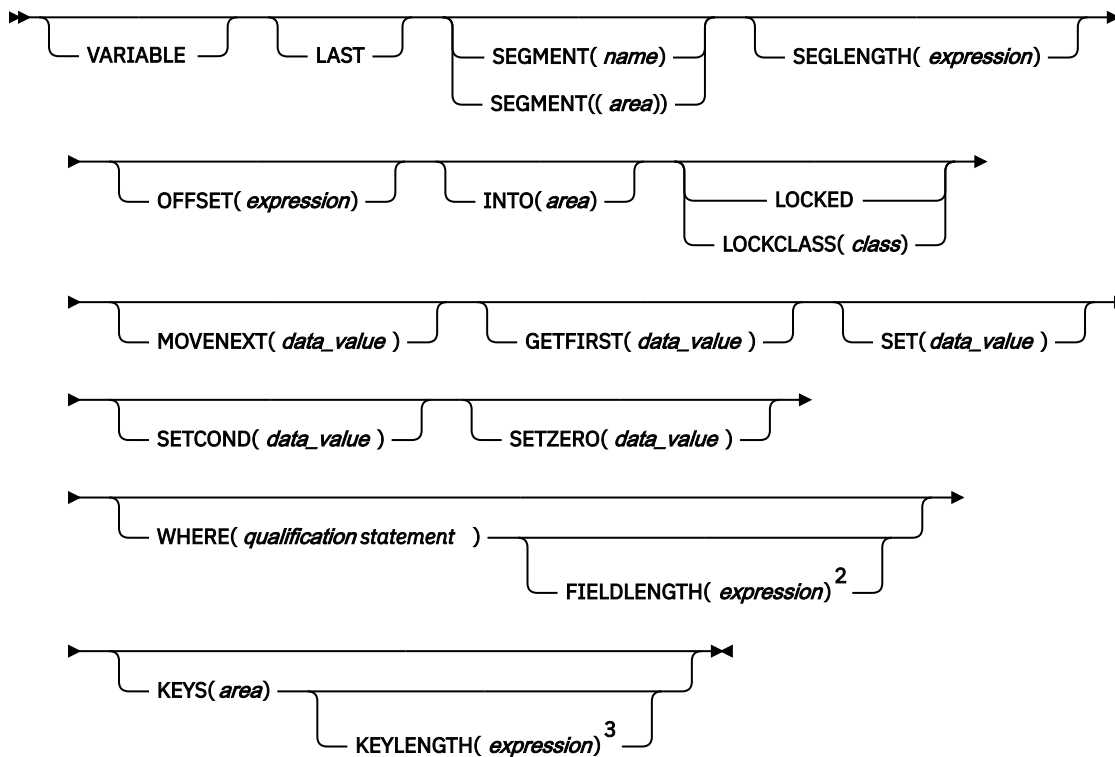 VARIABLE LAST SEGMENT( name) SEGLENGTH( expression)
SEGMENT(( area))
OFFSET( expression) INTO( area) LOCKED
LOCKCLASS( class)
MOVENEXT( data_value ) GETFIRST( data_value ) SET( data_value )
SETCOND( data_value ) SETZERO( data_value )
WHERE( qualification statement )
FIELDLENGTH( expression) 2
KEYS( area)
KEYLENGTH( expression) 3